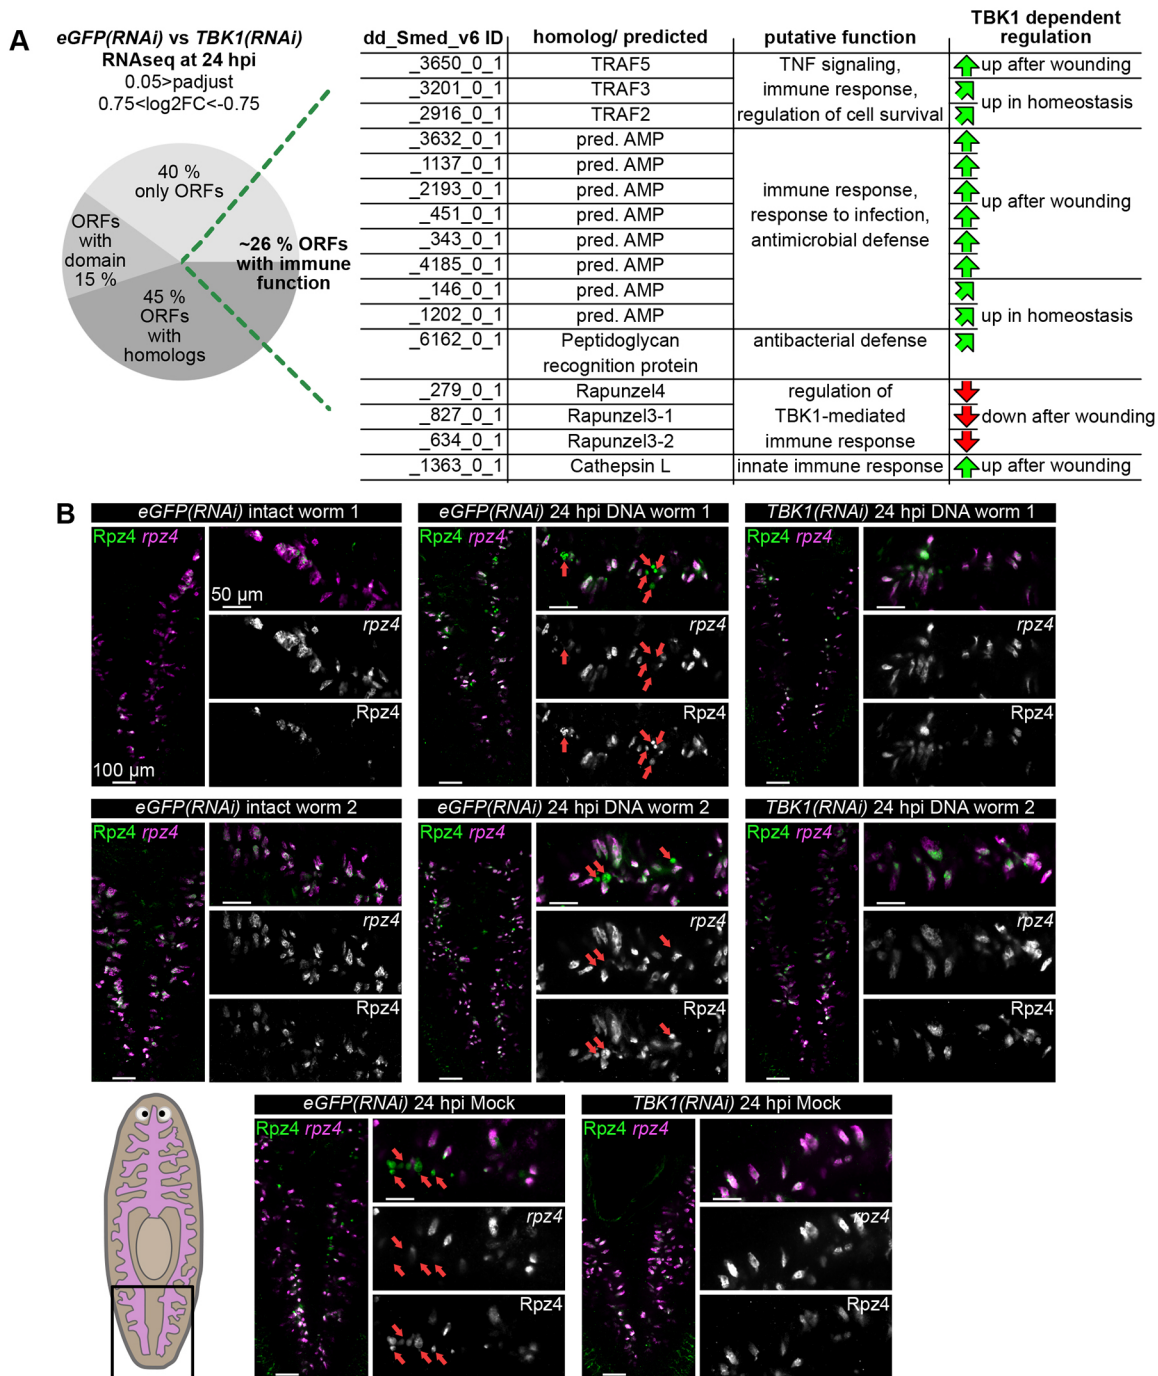 A
eGFP(RNAi) vs TBK1(RNAi)
RNAseq at 24 hpi
0.05>padjust
0.75<log2FC<-0.75
40 %
only ORFs
ORFs
with
domain
15 %
~26 % ORFs
with immune
function
45 %
ORFs
with
homologs
dd_Smed_v6 ID homolog/ predicted putative function TBK1 dependent
regulation
_3650_0_1 TRAF5 TNF signaling, up after wounding
_3201_0_1 TRAF3 immune response,
up in homeostasis
_2916_0_1 TRAF2 regulation of cell survival
_3632_0_1 pred. AMP
_1137_0_1 pred. AMP
_2193_0_1 pred. AMP immune response,
up after wounding
_451_0_1 pred. AMP response to infection,
_343_0_1 pred. AMP antimicrobial defense
_4185_0_1 pred. AMP
_146_0_1 pred. AMP
_1202_0_1 pred. AMP up in homeostasis
_6162_0_1 Peptidoglycan antibacterial defense
recognition protein
_279_0_1 Rapunzel4 regulation of
_827_0_1 Rapunzel3-1 TBK1-mediated down after wounding
_634_0_1 Rapunzel3-2 immune response
_1363_0_1 Cathepsin L innate immune response up after wounding
B
eGFP(RNAi) intact worm 1
Rpz4 rpz4
50 µm
rpz4
Rpz4
100 µm
eGFP(RNAi) 24 hpi DNA worm 1
Rpz4 rpz4
rpz4
Rpz4
TBK1(RNAi) 24 hpi DNA worm 1
Rpz4 rpz4
rpz4
Rpz4
eGFP(RNAi) intact worm 2
Rpz4 rpz4
rpz4
Rpz4
eGFP(RNAi) 24 hpi DNA worm 2
Rpz4 rpz4
rpz4
Rpz4
TBK1(RNAi) 24 hpi DNA worm 2
Rpz4 rpz4
rpz4
Rpz4
eGFP(RNAi) 24 hpi Mock
Rpz4 rpz4
rpz4
Rpz4
TBK1(RNAi) 24 hpi Mock
Rpz4 rpz4
rpz4
Rpz4